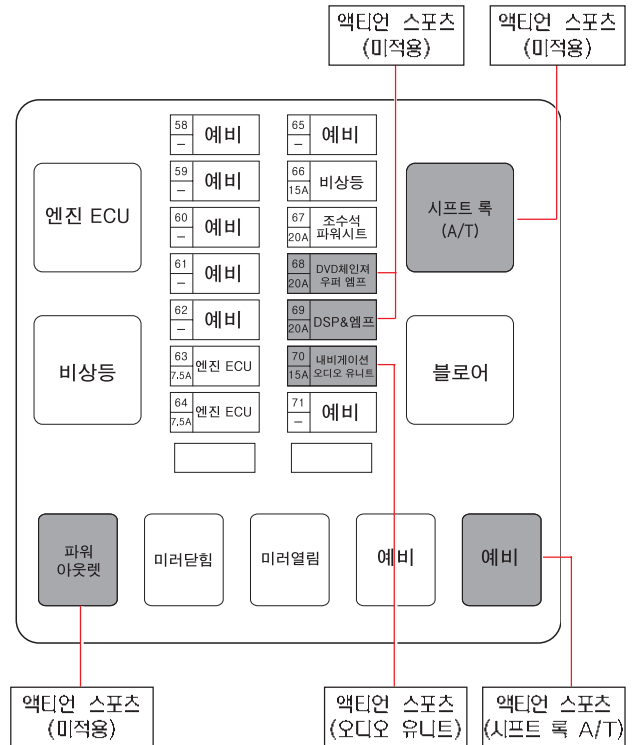 액티언 스포츠
(미적용)
액티언 스포츠
(미적용)
엔진 ECU
비상등
58
–
예비
59
–
예비
60
–
예비
61
–
예비
62
–
예비
63
7.5A
엔진 ECU
64
7.5A
엔진 ECU
65
–
예비
66
15A
비상등
67
20A
조수석
파워시트
68
20A
DVD체인져
우퍼 엠프
69
20A
DSP&엠프
70
15A
내비게이션
오디오 유니트
71
–
예비
시프트 록
(A/T)
블로어
파워
아웃렛
미러닫힘
미러열림
예비
예비
액티언 스포츠
(미적용)
액티언 스포츠
(오디오 유니트)
액티언 스포츠
(시프트 록 A/T)